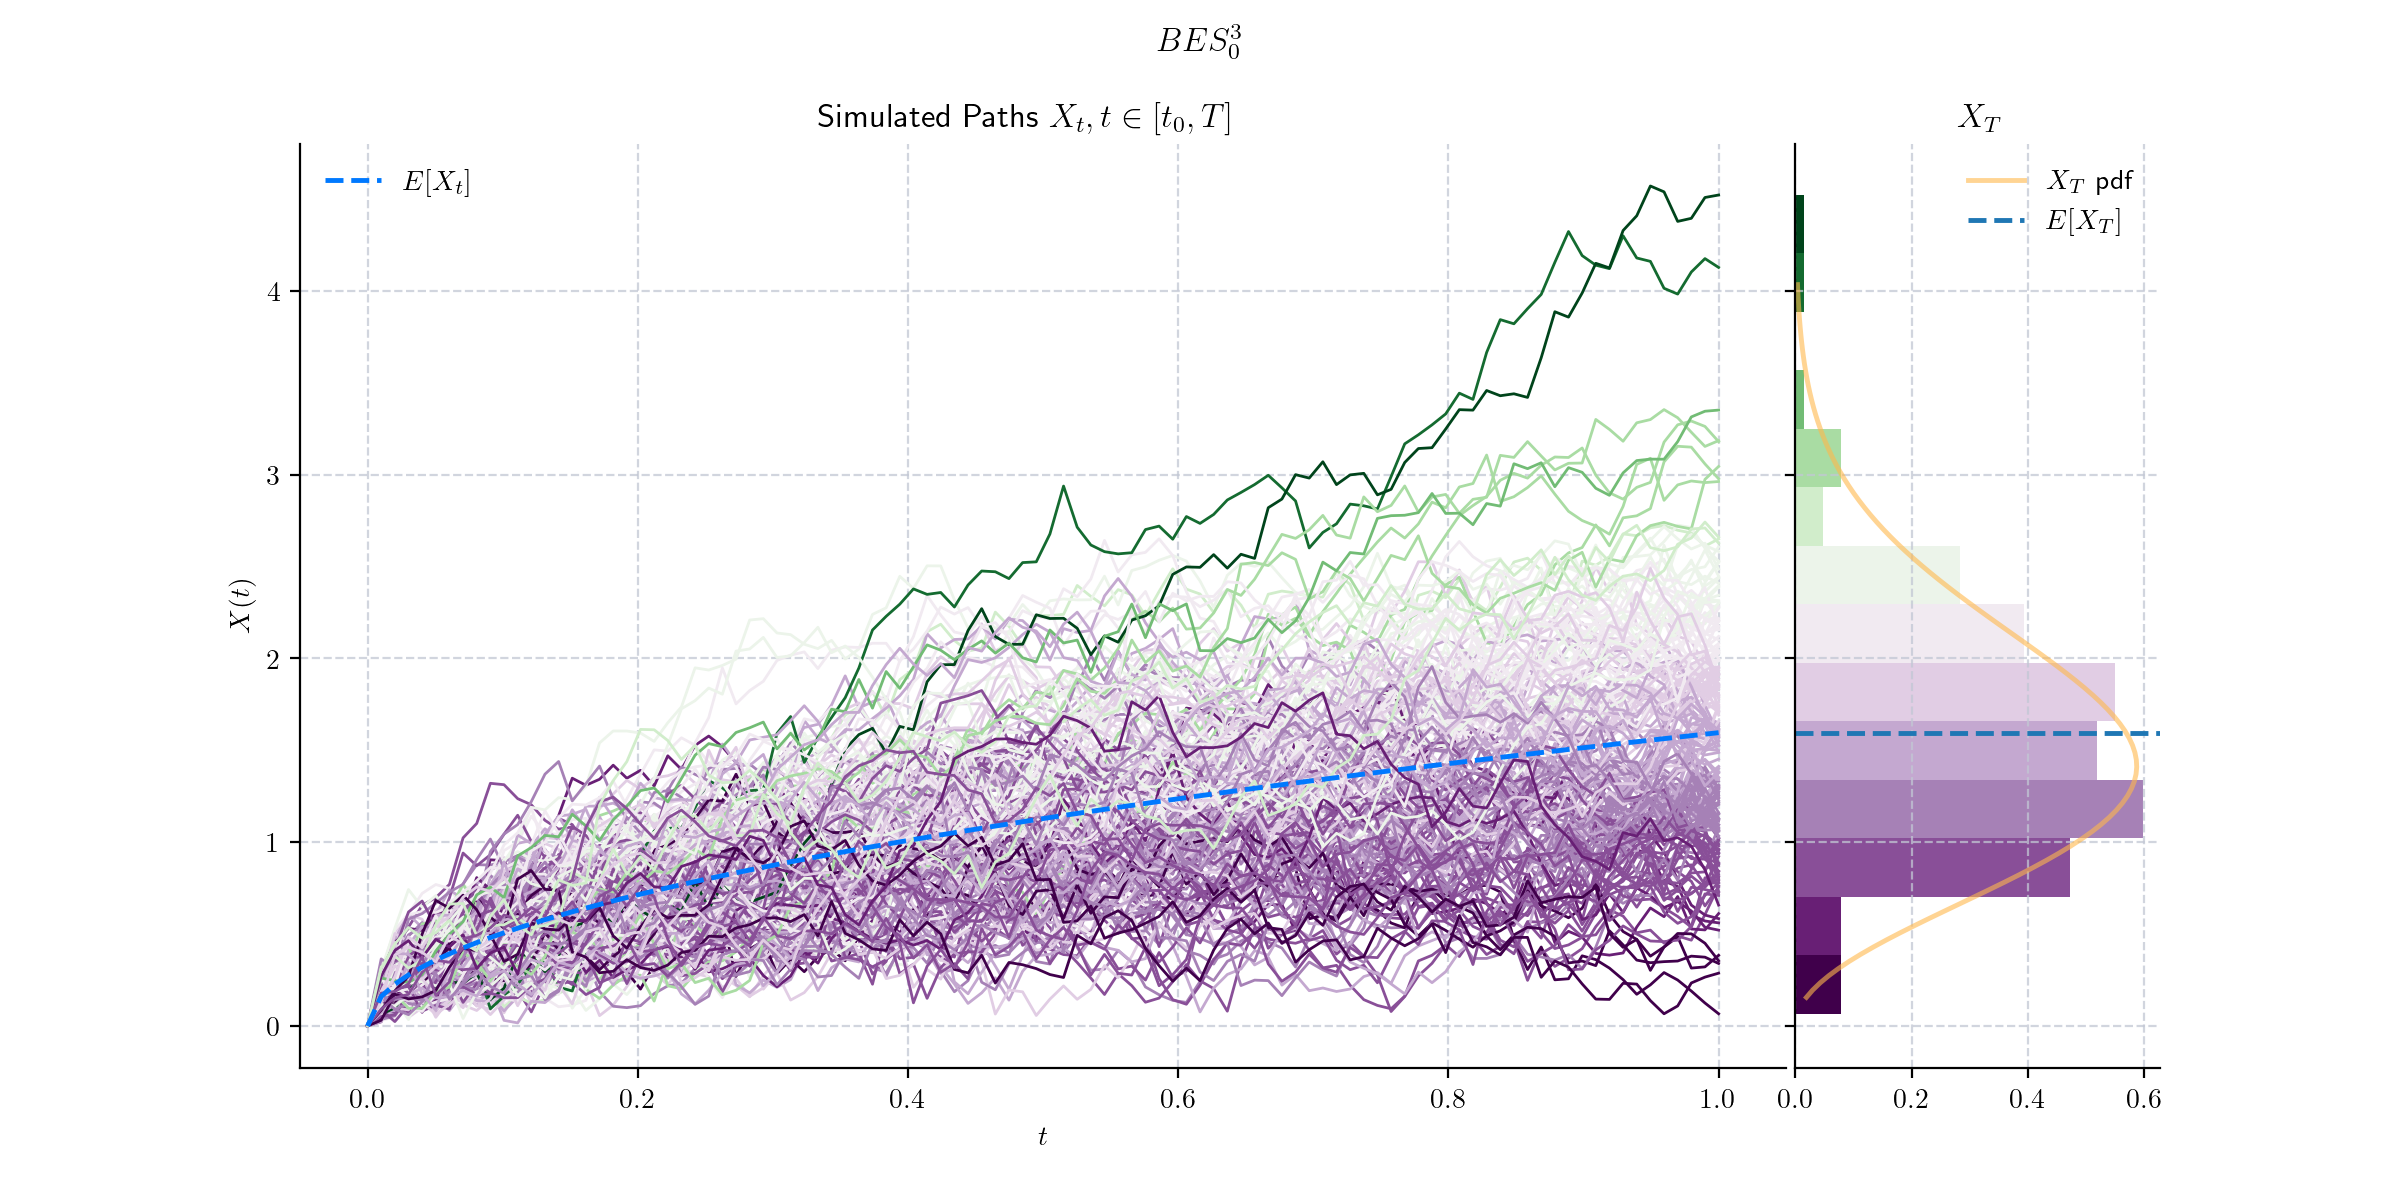 $BES_0^3$
Simulated Paths $X_t, t \in [t_0, T]$
$X_T$
$E[X_t]$
$X_T$ pdf
$E[X_T]$
4
3
2
1
0
$X(t)$
0.0 0.2 0.4 0.6 0.8 1.0
0.0 0.2 0.4 0.6
$t$